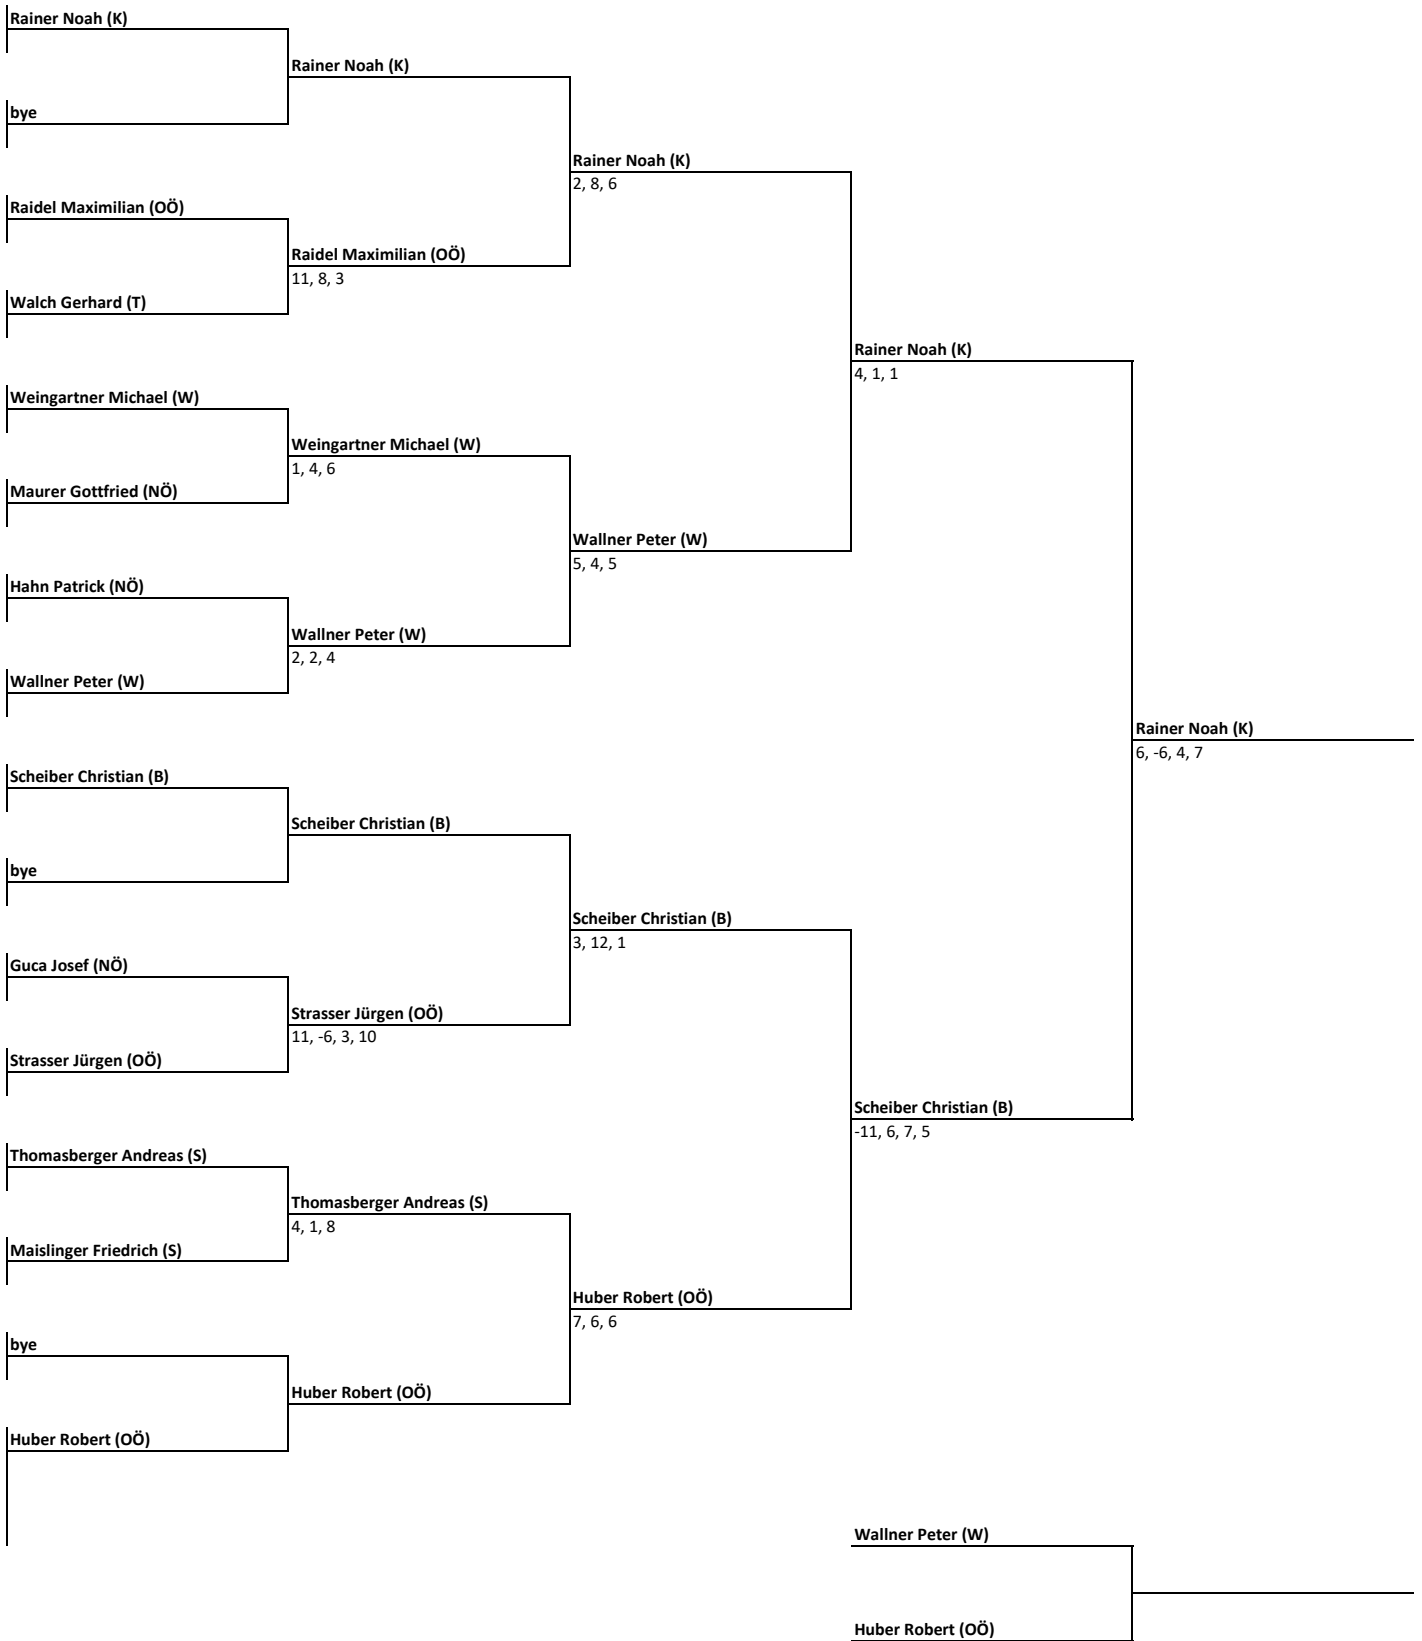 Rainer Noah (K)
Rainer Noah (K)
bye
Rainer Noah (K)
2, 8, 6
Raidel Maximilian (OÖ)
Raidel Maximilian (OÖ)
11, 8, 3
Walch Gerhard (T)
Rainer Noah (K)
4, 1, 1
Weingartner Michael (W)
Weingartner Michael (W)
1, 4, 6
Maurer Gottfried (NÖ)
Wallner Peter (W)
5, 4, 5
Hahn Patrick (NÖ)
Wallner Peter (W)
2, 2, 4
Wallner Peter (W)
Rainer Noah (K)
6, -6, 4, 7
Scheiber Christian (B)
Scheiber Christian (B)
bye
Scheiber Christian (B)
3, 12, 1
Guca Josef (NÖ)
Strasser Jürgen (OÖ)
11, -6, 3, 10
Strasser Jürgen (OÖ)
Scheiber Christian (B)
-11, 6, 7, 5
Thomasberger Andreas (S)
Thomasberger Andreas (S)
4, 1, 8
Maislinger Friedrich (S)
Huber Robert (OÖ)
7, 6, 6
bye
Huber Robert (OÖ)
Huber Robert (OÖ)
Wallner Peter (W)
Huber Robert (OÖ)